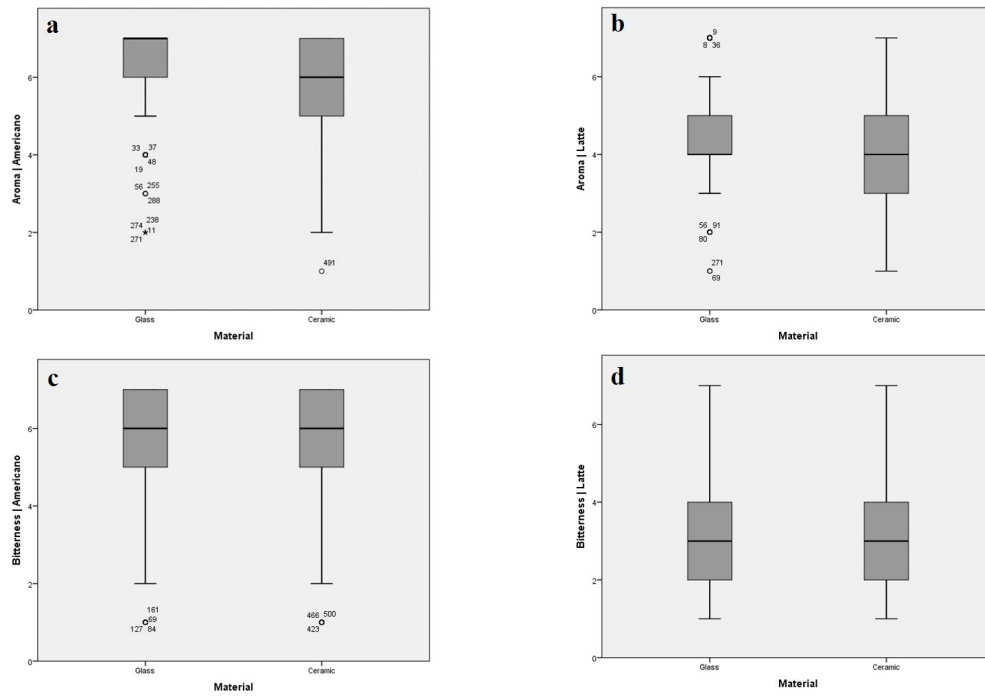 a
Aroma | Americano
6
4
2
0
33 37
48
19
56 255
288
238
274 11
271
491
Glass Ceramic
Material
b
Aroma | Latte
6
4
2
0
9
8 36
56 91
80
271
69
Glass Ceramic
Material
c
Bitterness | Americano
6
4
2
0
161
69
127 84
466 500
423
Glass Ceramic
Material
d
Bitterness | Latte
6
4
2
0
Glass Ceramic
Material